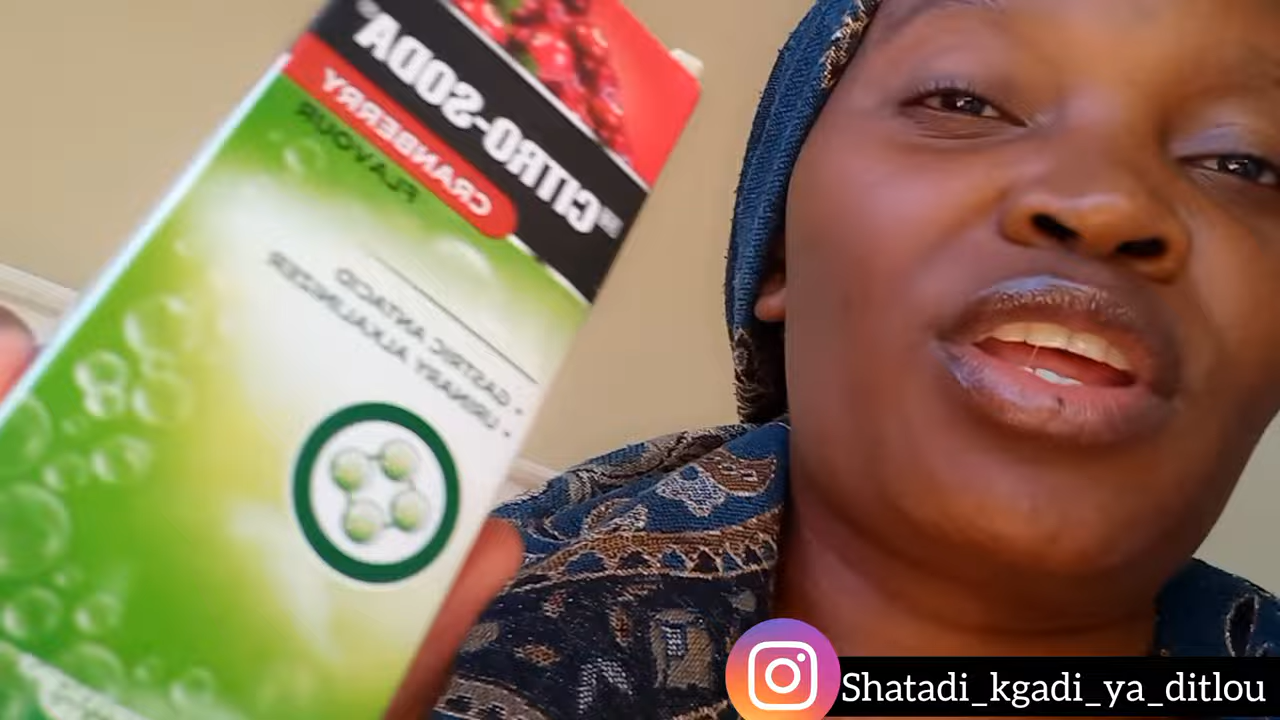 CITRO-SODA
CRANBERRY
FLAVOUR
• GASTRIC ANTACID
• URINARY ALKALINISER
Shatadi_kgadi_ya_ditlou